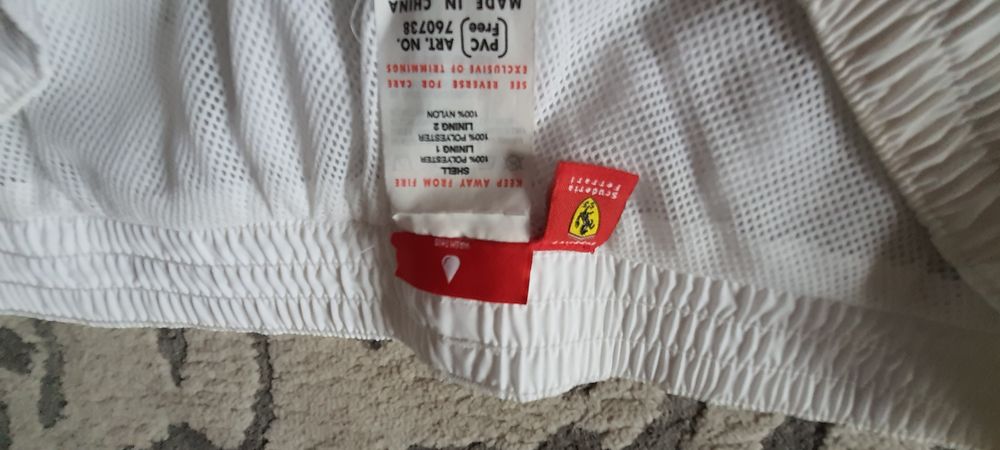 KEEP AWAY FROM FIRE
SHELL
100% POLYESTER
LINING 1
100% POLYESTER
LINING 2
100% NYLON
SEE REVERSE FOR CARE
EXCLUSIVE OF TRIMMINGS
(PVC Free) ART. NO.
760738
MADE IN CHINA
Scuderia
Ferrari